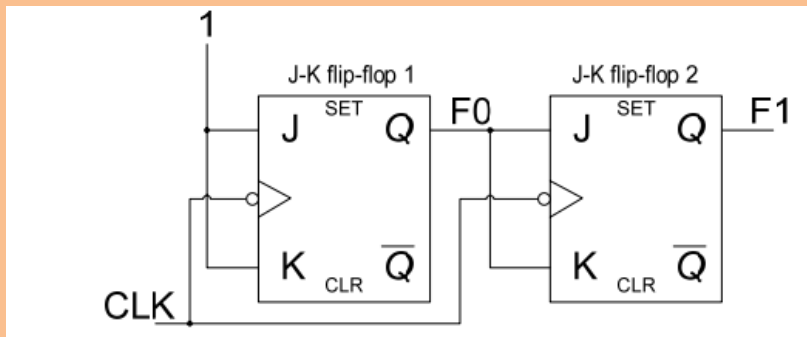 1
J-K flip-flop 1 J-K flip-flop 2
SET SET
J Q F0 J Q F1
K Q̅ K Q̅
CLR CLR
CLK